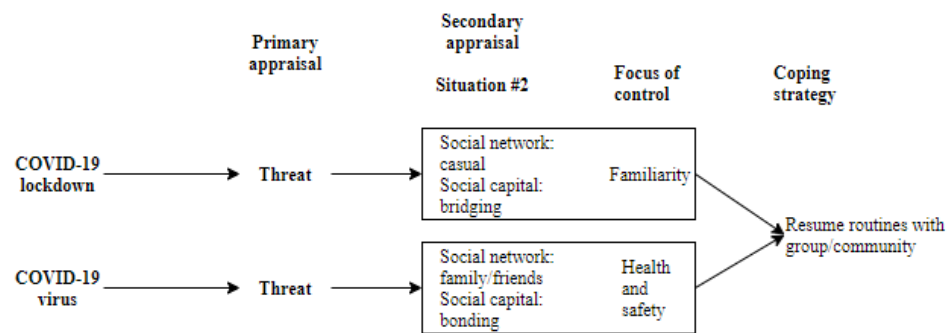 Primary
appraisal
Secondary
appraisal
Situation #2
Focus of
control
Coping
strategy
COVID-19
lockdown
Threat
Social network:
casual
Social capital:
bridging
Familiarity
Resume routines with
group/community
COVID-19
virus
Threat
Social network:
family/friends
Social capital:
bonding
Health
and
safety